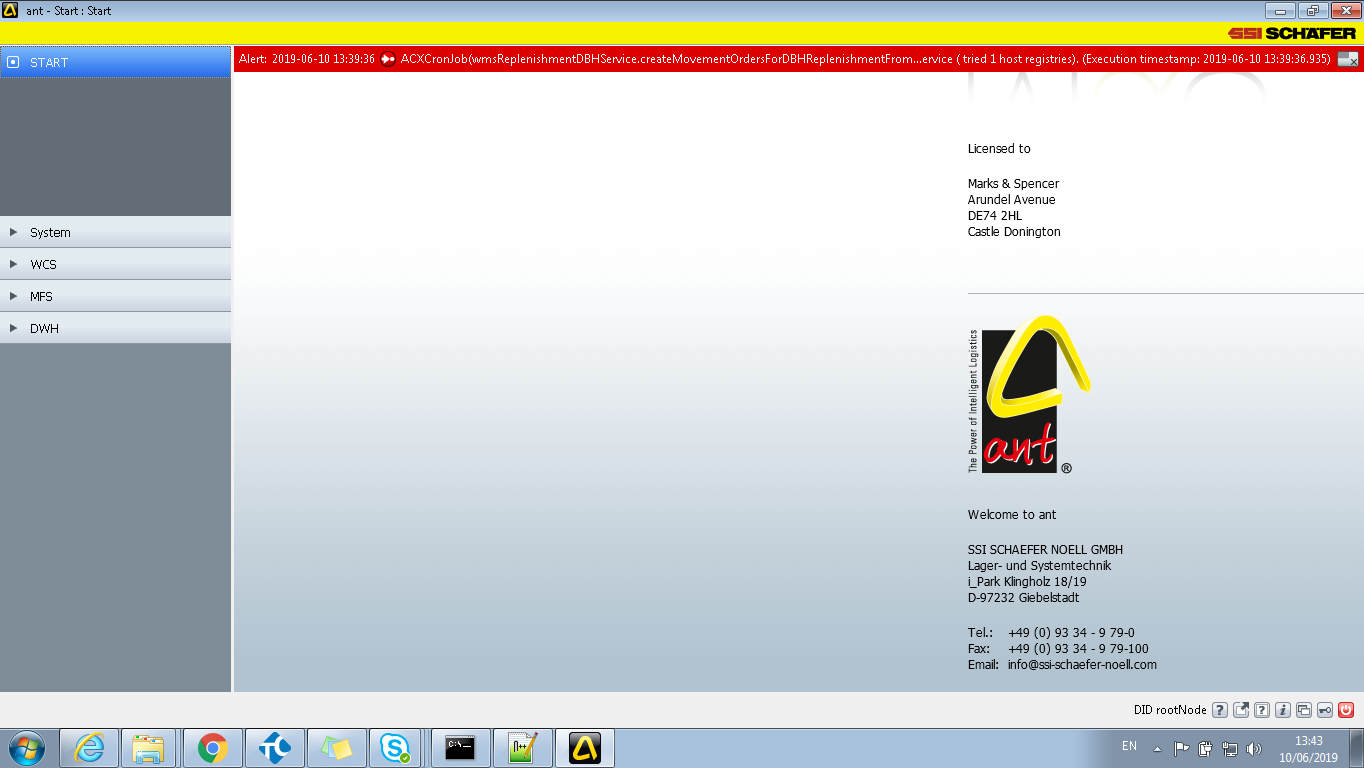 ant - Start : Start
SSI SCHÄFER
START
Alert: 2019-06-10 13:39:36 ACXCronJob(wmsReplenishmentDBHService.createMovementOrdersForDBHReplenishmentFrom...ervice ( tried 1 host registries). (Execution timestamp: 2019-06-10 13:39:36.935)
Licensed to
Marks & Spencer
Arundel Avenue
DE74 2HL
Castle Donington
System
WCS
MFS
DWH
The Power of Intelligent Logistics
ant ®
Welcome to ant
SSI SCHAEFER NOELL GMBH
Lager- und Systemtechnik
i_Park Klingholz 18/19
D-97232 Giebelstadt
Tel.: +49 (0) 93 34 - 9 79-0
Fax: +49 (0) 93 34 - 9 79-100
Email: info@ssi-schaefer-noell.com
DID rootNode
EN
13:43
10/06/2019